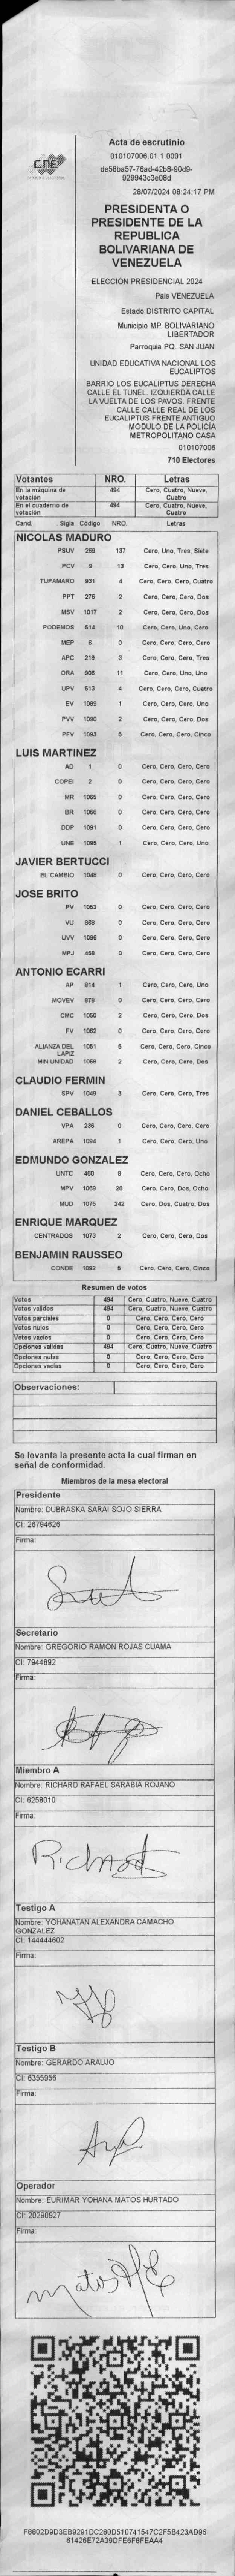 CNE
Acta de escrutinio
010107006.01.1.0001
de58ba57-76ad-42b8-90d9-
929943c3e08d
28/07/2024 08:24:17 PM
PRESIDENTA O
PRESIDENTE DE LA
REPUBLICA
BOLIVARIANA DE
VENEZUELA
ELECCIÓN PRESIDENCIAL 2024
Pais VENEZUELA
Estado DISTRITO CAPITAL
Municipio MP. BOLIVARIANO
LIBERTADOR
Parroquia PQ. SAN JUAN
UNIDAD EDUCATIVA NACIONAL LOS
EUCALIPTOS
BARRIO LOS EUCALIPTUS DERECHA
CALLE EL TUNEL. IZQUIERDA CALLE
LA VUELTA DE LOS PAVOS. FRENTE
CALLE CALLE REAL DE LOS
EUCALIPTUS FRENTE ANTIGUO
MODULO DE LA POLICÍA
METROPOLITANO CASA
010107006
710 Electores
Votantes NRO. Letras
En la máquina de votación 494 Cero, Cuatro, Nueve, Cuatro
En el cuaderno de votación 494 Cero, Cuatro, Nueve, Cuatro
Cand. Sigla Código NRO. Letras
NICOLAS MADURO
PSUV 269 137 Cero, Uno, Tres, Siete
PCV 9 13 Cero, Cero, Uno, Tres
TUPAMARO 931 4 Cero, Cero, Cero, Cuatro
PPT 275 2 Cero, Cero, Cero, Dos
MSV 1017 2 Cero, Cero, Cero, Dos
PODEMOS 514 10 Cero, Cero, Uno, Cero
MEP 6 0 Cero, Cero, Cero, Cero
APC 219 3 Cero, Cero, Cero, Tres
ORA 906 11 Cero, Cero, Uno, Uno
UPV 513 4 Cero, Cero, Cero, Cuatro
EV 1089 1 Cero, Cero, Cero, Uno
PVV 1090 2 Cero, Cero, Cero, Dos
PFV 1093 5 Cero, Cero, Cero, Cinco
LUIS MARTINEZ
AD 1 0 Cero, Cero, Cero, Cero
COPEI 2 0 Cero, Cero, Cero, Cero
MR 1055 0 Cero, Cero, Cero, Cero
BR 1056 0 Cero, Cero, Cero, Cero
DDP 1091 0 Cero, Cero, Cero, Cero
UNE 1095 1 Cero, Cero, Cero, Uno
JAVIER BERTUCCI
EL CAMBIO 1048 0 Cero, Cero, Cero, Cero
JOSE BRITO
PV 1053 0 Cero, Cero, Cero, Cero
VU 969 0 Cero, Cero, Cero, Cero
UVV 1096 0 Cero, Cero, Cero, Cero
MPJ 468 0 Cero, Cero, Cero, Cero
ANTONIO ECARRI
AP 914 1 Cero, Cero, Cero, Uno
MOVEV 979 0 Cero, Cero, Cero, Cero
CMC 1050 2 Cero, Cero, Cero, Dos
FV 1062 0 Cero, Cero, Cero, Cero
ALIANZA DEL LAPIZ 1051 5 Cero, Cero, Cero, Cinco
MIN UNIDAD 1068 2 Cero, Cero, Cero, Dos
CLAUDIO FERMIN
SPV 1049 3 Cero, Cero, Cero, Tres
DANIEL CEBALLOS
VPA 236 0 Cero, Cero, Cero, Cero
AREPA 1094 1 Cero, Cero, Cero, Uno
EDMUNDO GONZALEZ
UNTC 450 8 Cero, Cero, Cero, Ocho
MPV 1069 28 Cero, Cero, Dos, Ocho
MUD 1075 242 Cero, Dos, Cuatro, Dos
ENRIQUE MARQUEZ
CENTRADOS 1073 2 Cero, Cero, Cero, Dos
BENJAMIN RAUSSEO
CONDE 1092 5 Cero, Cero, Cero, Cinco
Resumen de votos
Votos 494 Cero, Cuatro, Nueve, Cuatro
Votos validos 494 Cero, Cuatro, Nueve, Cuatro
Votos parciales 0 Cero, Cero, Cero, Cero
Votos nulos 0 Cero, Cero, Cero, Cero
Votos vacíos 0 Cero, Cero, Cero, Cero
Opciones validas 494 Cero, Cuatro, Nueve, Cuatro
Opciones nulas 0 Cero, Cero, Cero, Cero
Opciones vacías 0 Cero, Cero, Cero, Cero
Observaciones:
Se levanta la presente acta la cual firman en
señal de conformidad.
Miembros de la mesa electoral
Presidente
Nombre: DUBRASKA SARAI SOJO SIERRA
CI: 26794626
Firma:
Secretario
Nombre: GREGORIO RAMON ROJAS CUAMA
CI: 7944892
Firma:
Miembro A
Nombre: RICHARD RAFAEL SARABIA ROJANO
CI: 6258010
Firma:
Richard
Testigo A
Nombre: YOHANATAN ALEXANDRA CAMACHO
GONZALEZ
CI: 144444602
Firma:
Testigo B
Nombre: GERARDO ARAUJO
CI: 6355956
Firma:
Operador
Nombre: EURIMAR YOHANA MATOS HURTADO
CI: 20290927
Firma:
Matos
F8802D9D3EB9291DC280D510741547C2F5B423AD96
61426E72A39DFE6F8FEAA4